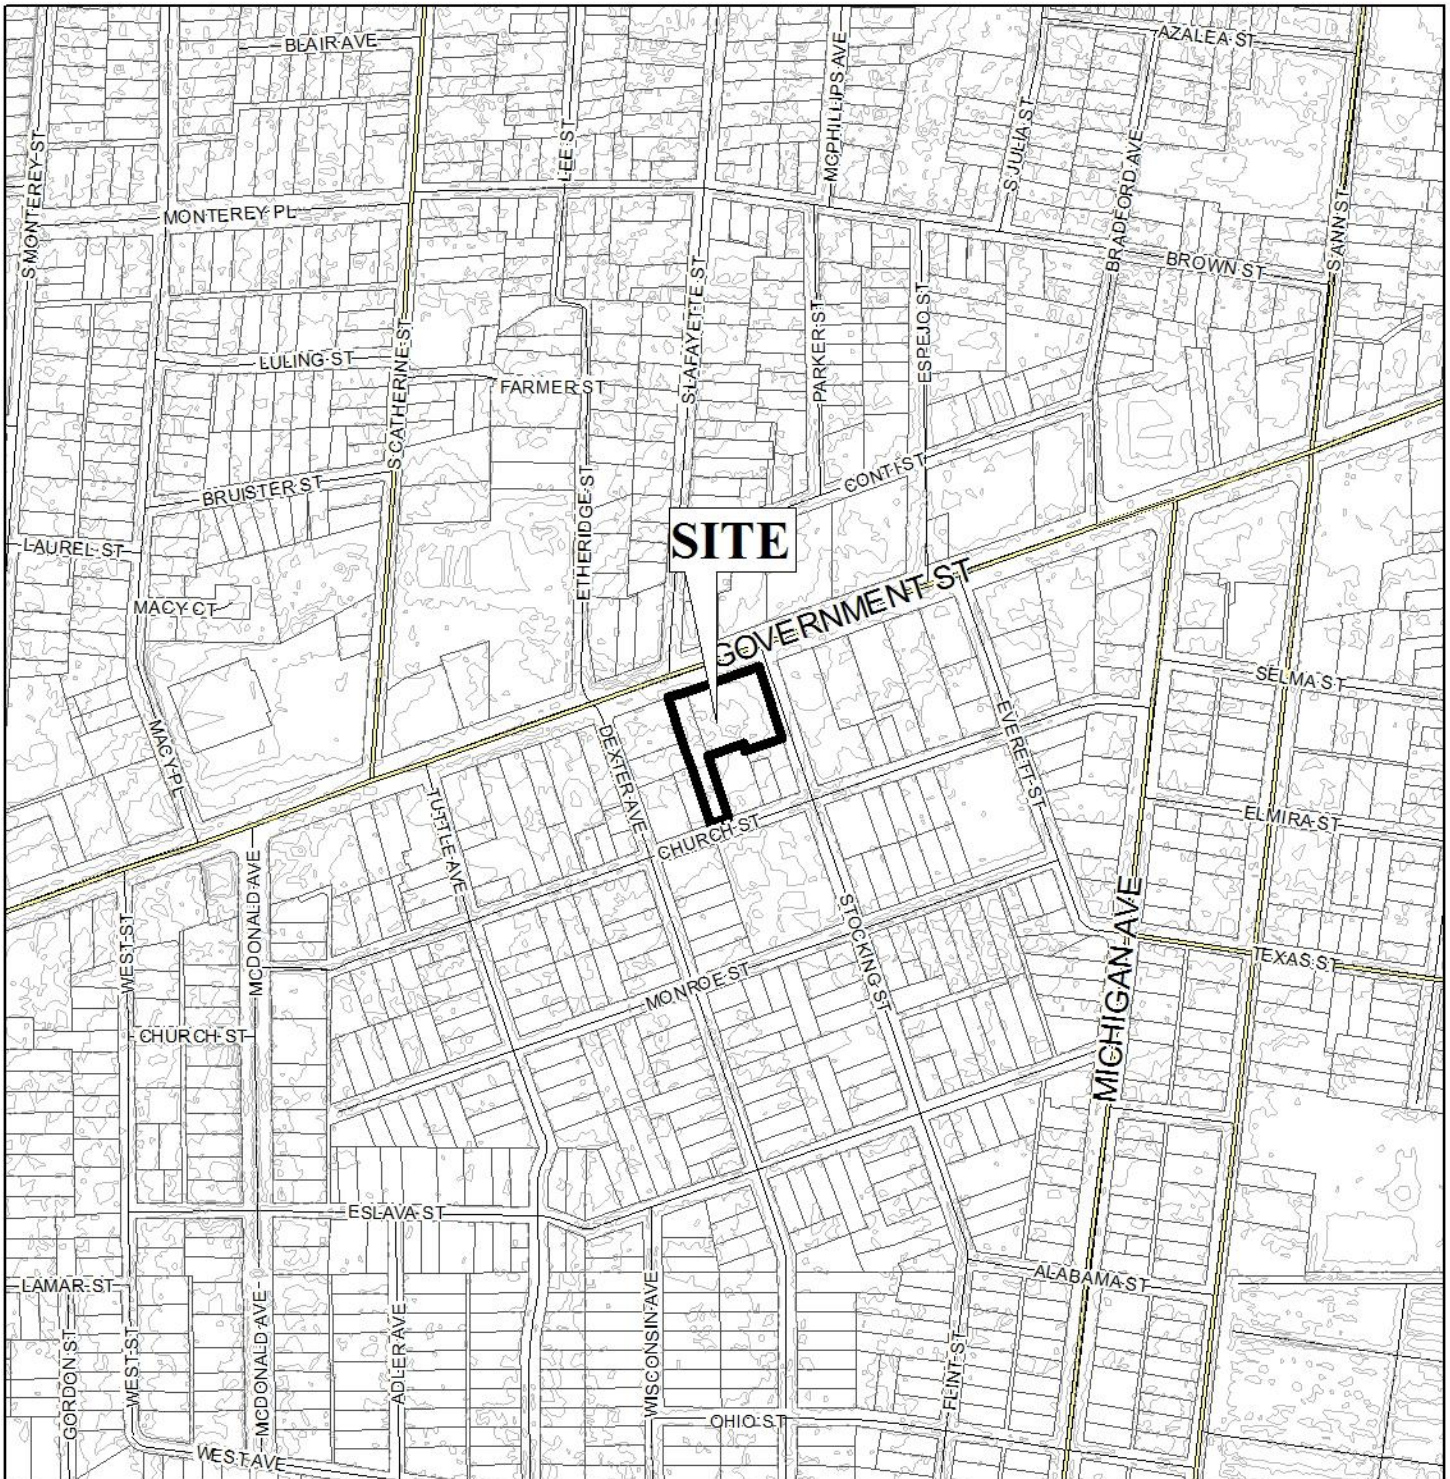 BLAIR AVE
AZALEA ST
MCPHILLIPS AVE
S MONTEREY ST
LEE ST
S JULIA ST
BRADFORD AVE
S ANN ST
MONTEREY PL
BROWN ST
S LAFAYETTE ST
PARKER ST
ESPEJO ST
LULING ST
S CATHERINE ST
FARMER ST
CONTI ST
BRUISTER ST
ETHERIDGE ST
LAUREL ST
SITE
MACY CT
GOVERNMENT ST
SELMA ST
MACY PL
DEXTER AVE
EVERETT ST
TUTTLE AVE
ELMIRA ST
CHURCH ST
MCDONALD AVE
WEST ST
STOCKING ST
MICHIGAN AVE
TEXAS ST
MONROE ST
CHURCH ST
ESLAVA ST
LAMAR ST
ALABAMA ST
GORDON ST
WEST ST
MCDONALD AVE
ADLER AVE
WISCONSIN AVE
FLINT ST
OHIO ST
WEST AVE